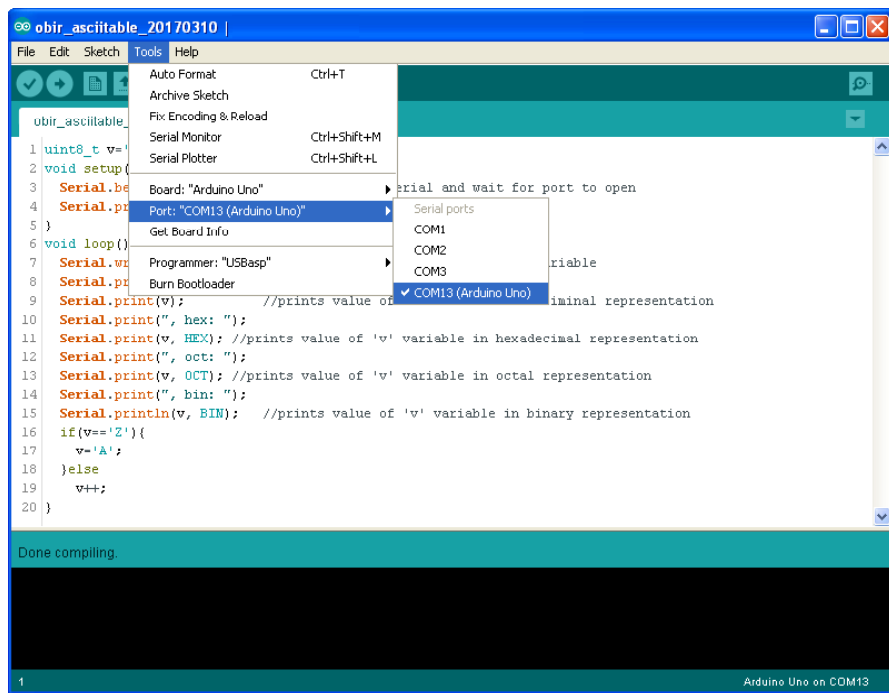 obir_asciitable_20170310 |
File Edit Sketch Tools Help
obir_asciitable_
Auto Format Ctrl+T
Archive Sketch
Fix Encoding & Reload
Serial Monitor Ctrl+Shift+M
Serial Plotter Ctrl+Shift+L
Board: "Arduino Uno"
Port: "COM13 (Arduino Uno)"
Get Board Info
Programmer: "USBasp"
Burn Bootloader
Serial ports
COM1
COM2
COM3
COM13 (Arduino Uno)
1 uint8_t v='
2 void setup(
3 Serial.be erial and wait for port to open
4 Serial.pr
5 }
6 void loop()
7 Serial.wr riable
8 Serial.pr
9 Serial.print(v); //prints value of iminal representation
10 Serial.print(", hex: ");
11 Serial.print(v, HEX); //prints value of 'v' variable in hexadecimal representation
12 Serial.print(", oct: ");
13 Serial.print(v, OCT); //prints value of 'v' variable in octal representation
14 Serial.print(", bin: ");
15 Serial.println(v, BIN); //prints value of 'v' variable in binary representation
16 if(v=='Z'){
17 v='A';
18 }else
19 v++;
20 }
Done compiling.
1 Arduino Uno on COM13